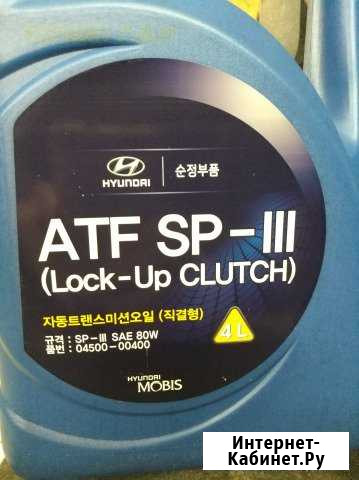 HYUNDAI 순정부품
ATF SP-III
(Lock-Up CLUTCH)
자동트랜스미션오일 (직결형)
규격 : SP-III SAE 80W
품번 : 04500-00400
4 L
HYUNDAI
MOBIS
Интернет-
Кабинет.Ру